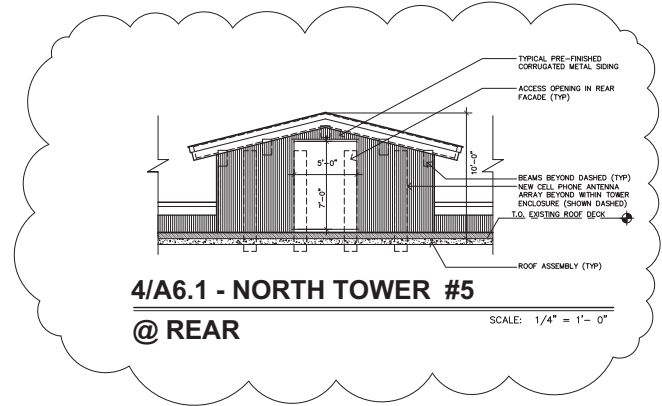 TYPICAL PRE-FINISHED
CORRUGATED METAL SIDING
ACCESS OPENING IN REAR
FACADE (TYP)
5'-0"
7'-0"
10'-0"
BEAMS BEYOND DASHED (TYP)
NEW CELL PHONE ANTENNA
ARRAY BEYOND WITHIN TOWER
ENCLOSURE (SHOWN DASHED)
T.O. EXISTING ROOF DECK
ROOF ASSEMBLY (TYP)
4/A6.1 - NORTH TOWER #5
@ REAR
SCALE: 1/4" = 1'- 0"